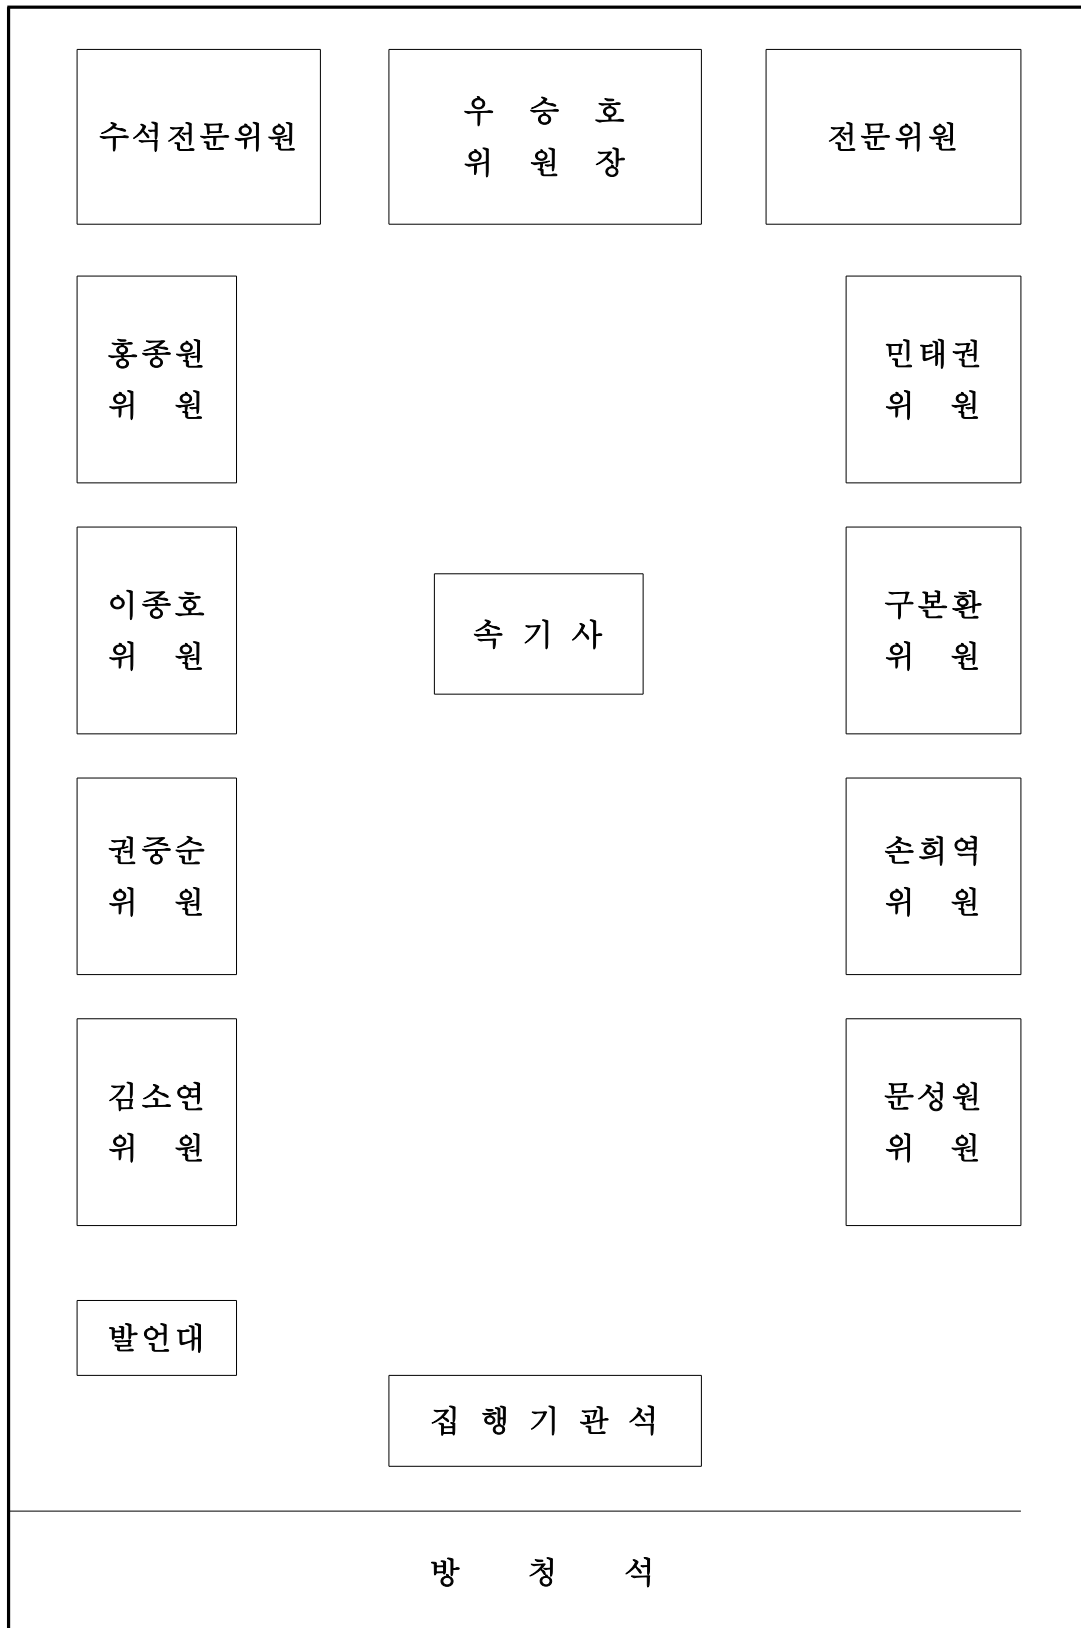 수석전문위원
우 승 호
위 원 장
전문위원
홍종원
위 원
민태권
위 원
이종호
위 원
속 기 사
구본환
위 원
권중순
위 원
손희역
위 원
김소연
위 원
문성원
위 원
발언대
집 행 기 관 석
방 청 석